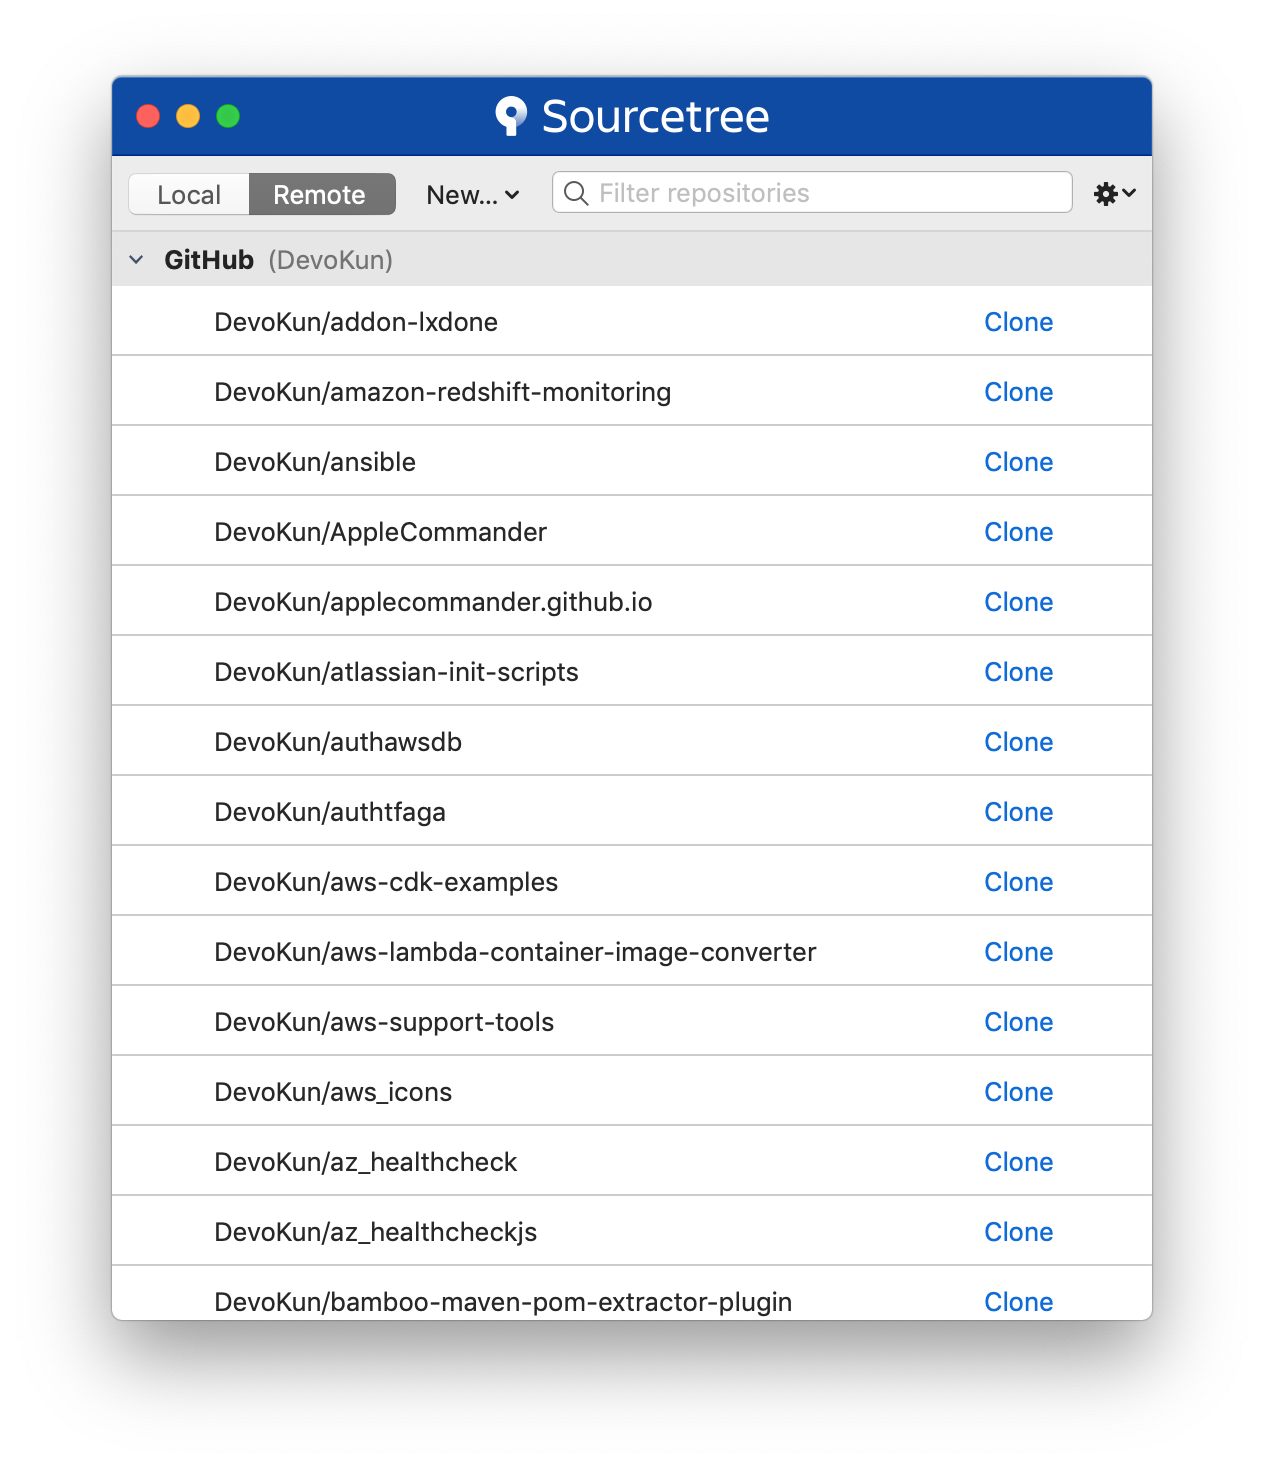 Sourcetree
Local Remote New... Filter repositories
GitHub (DevoKun)
DevoKun/addon-lxdone Clone
DevoKun/amazon-redshift-monitoring Clone
DevoKun/ansible Clone
DevoKun/AppleCommander Clone
DevoKun/applecommander.github.io Clone
DevoKun/atlassian-init-scripts Clone
DevoKun/authawsdb Clone
DevoKun/authtfaga Clone
DevoKun/aws-cdk-examples Clone
DevoKun/aws-lambda-container-image-converter Clone
DevoKun/aws-support-tools Clone
DevoKun/aws_icons Clone
DevoKun/az_healthcheck Clone
DevoKun/az_healthcheckjs Clone
DevoKun/bamboo-maven-pom-extractor-plugin Clone